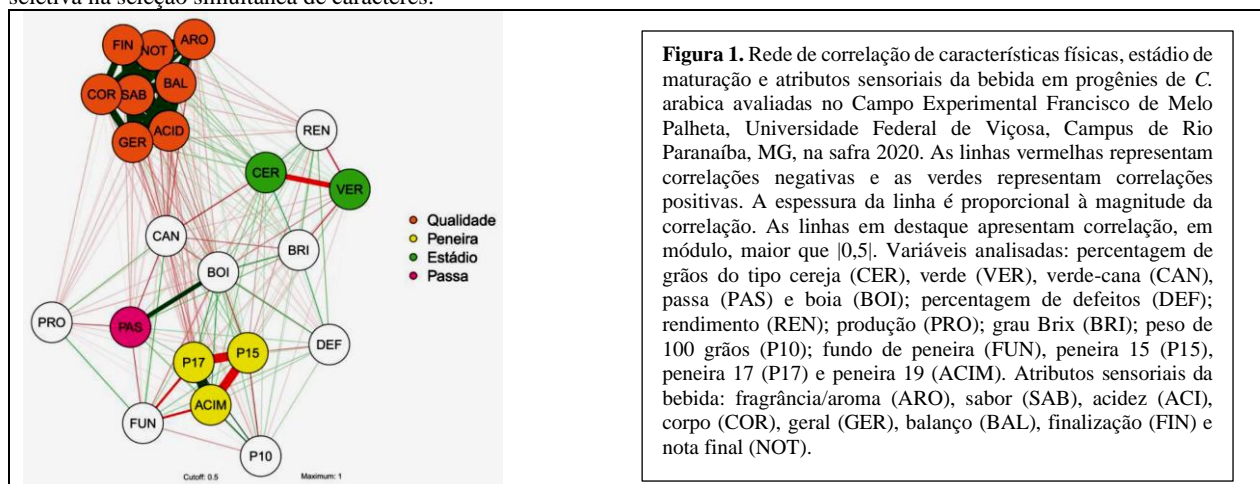 seletiva na seleção simultânea de caracteres.
FIN
NOT
ARO
COR
SAB
BAL
GER
ACID
REN
CER
VER
CAN
BRI
BOI
PRO
PAS
DEF
P17
P15
ACIM
FUN
P10
Qualidade
Peneira
Estádio
Passa
Cutoff: 0.5
Maximum: 1
Figura 1. Rede de correlação de características físicas, estádio de
maturação e atributos sensoriais da bebida em progênies de C.
arabica avaliadas no Campo Experimental Francisco de Melo
Palheta, Universidade Federal de Viçosa, Campus de Rio
Paranaíba, MG, na safra 2020. As linhas vermelhas representam
correlações negativas e as verdes representam correlações
positivas. A espessura da linha é proporcional à magnitude da
correlação. As linhas em destaque apresentam correlação, em
módulo, maior que |0,5|. Variáveis analisadas: percentagem de
grãos do tipo cereja (CER), verde (VER), verde-cana (CAN),
passa (PAS) e boia (BOI); percentagem de defeitos (DEF);
rendimento (REN); produção (PRO); grau Brix (BRI); peso de
100 grãos (P10); fundo de peneira (FUN), peneira 15 (P15),
peneira 17 (P17) e peneira 19 (ACIM). Atributos sensoriais da
bebida: fragrância/aroma (ARO), sabor (SAB), acidez (ACI),
corpo (COR), geral (GER), balanço (BAL), finalização (FIN) e
nota final (NOT).